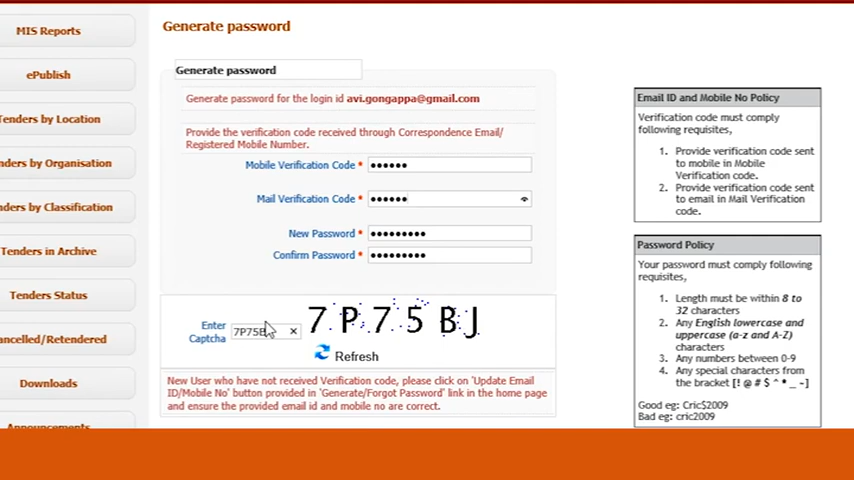 MIS Reports
ePublish
Tenders by Location
nders by Organisation
nders by Classification
Tenders in Archive
Tenders Status
ancelled/Retendered
Downloads
Announcements
Generate password
Generate password
Generate password for the login id avi.gongappa@gmail.com
Provide the verification code received through Correspondence Email/
Registered Mobile Number.
Mobile Verification Code * ••••••
Mail Verification Code * ••••••
New Password * •••••••••
Confirm Password * •••••••••
Enter
Captcha
7P75B
7 P 7 5 B J
Refresh
New User who have not received Verification code, please click on 'Update Email
ID/Mobile No' button provided in 'Generate/Forgot Password' link in the home page
and ensure the provided email id and mobile no are correct.
Email ID and Mobile No Policy
Verification code must comply
following requisites,
1. Provide verification code sent
to mobile in Mobile
Verification code.
2. Provide verification code sent
to email in Mail Verification
code.
Password Policy
Your password must comply following
requisites,
1. Length must be within 8 to
32 characters
2. Any English lowercase and
uppercase (a-z and A-Z)
characters
3. Any numbers between 0-9
4. Any special characters from
the bracket [! @ # $ ^ * _ ~]
Good eg: Cric$2009
Bad eg: cric2009